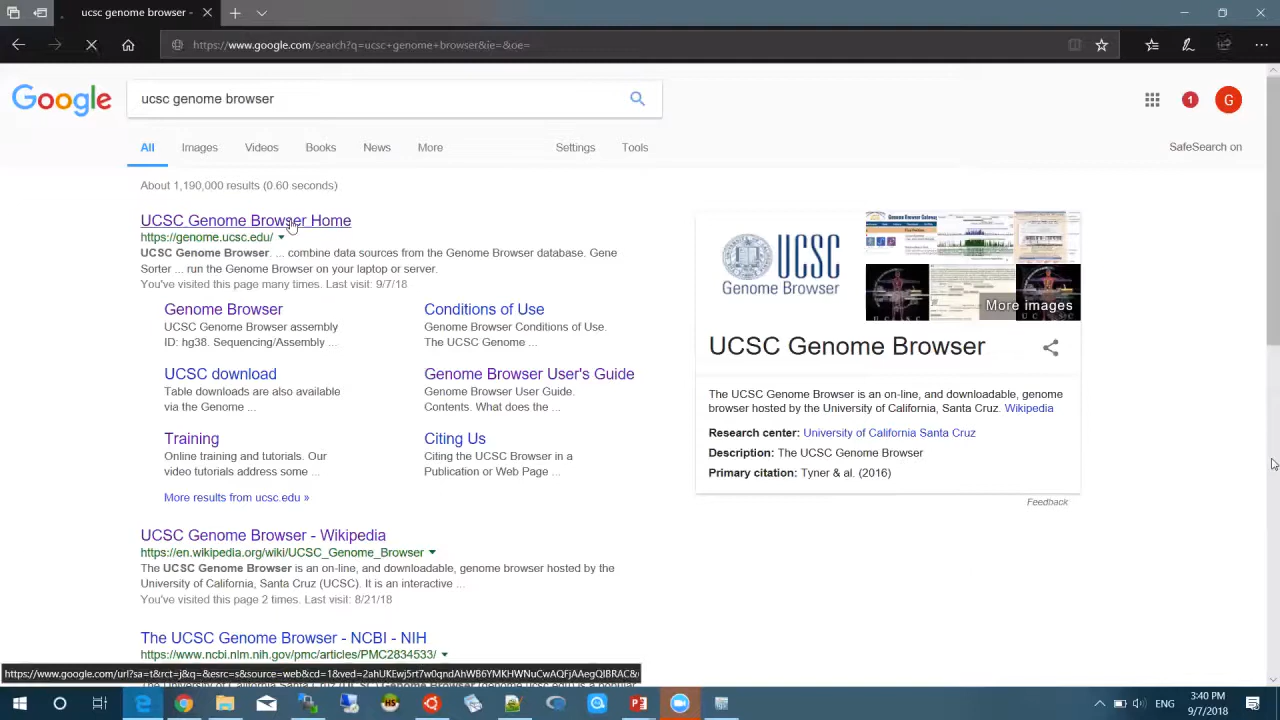 ucsc genome browser -
https://www.google.com/search?q=ucsc+genome+browser&ie=&oe=
Google
ucsc genome browser
1
G
All Images Videos Books News More Settings Tools
SafeSearch on
About 1,190,000 results (0.60 seconds)
UCSC Genome Browser Home
https://genome.ucsc.edu/
UCSC Genome Browser
sources from the Genome Browser database. Gene
Sorter ... run the Genome Browser on your laptop or server.
You've visited this page many times. Last visit: 9/7/18
Genome Browser
UCSC Genome Browser assembly
ID: hg38. Sequencing/Assembly ...
Conditions of Use
Genome Browser Conditions of Use.
The UCSC Genome ...
UCSC download
Table downloads are also available
via the Genome ...
Genome Browser User's Guide
Genome Browser User Guide.
Contents. What does the ...
Training
Online training and tutorials. Our
video tutorials address some ...
Citing Us
Citing the UCSC Browser in a
Publication or Web Page ...
More results from ucsc.edu »
UCSC Genome Browser - Wikipedia
https://en.wikipedia.org/wiki/UCSC_Genome_Browser
The UCSC Genome Browser is an on-line, and downloadable, genome browser hosted by the
University of California, Santa Cruz (UCSC). It is an interactive ...
You've visited this page 2 times. Last visit: 8/21/18
The UCSC Genome Browser - NCBI - NIH
https://www.ncbi.nlm.nih.gov/pmc/articles/PMC2834533/
UCSC
Genome Browser
More images
UCSC Genome Browser
The UCSC Genome Browser is an on-line, and downloadable, genome
browser hosted by the University of California, Santa Cruz. Wikipedia
Research center: University of California Santa Cruz
Description: The UCSC Genome Browser
Primary citation: Tyner & al. (2016)
Feedback
ENG
3:40 PM
9/7/2018